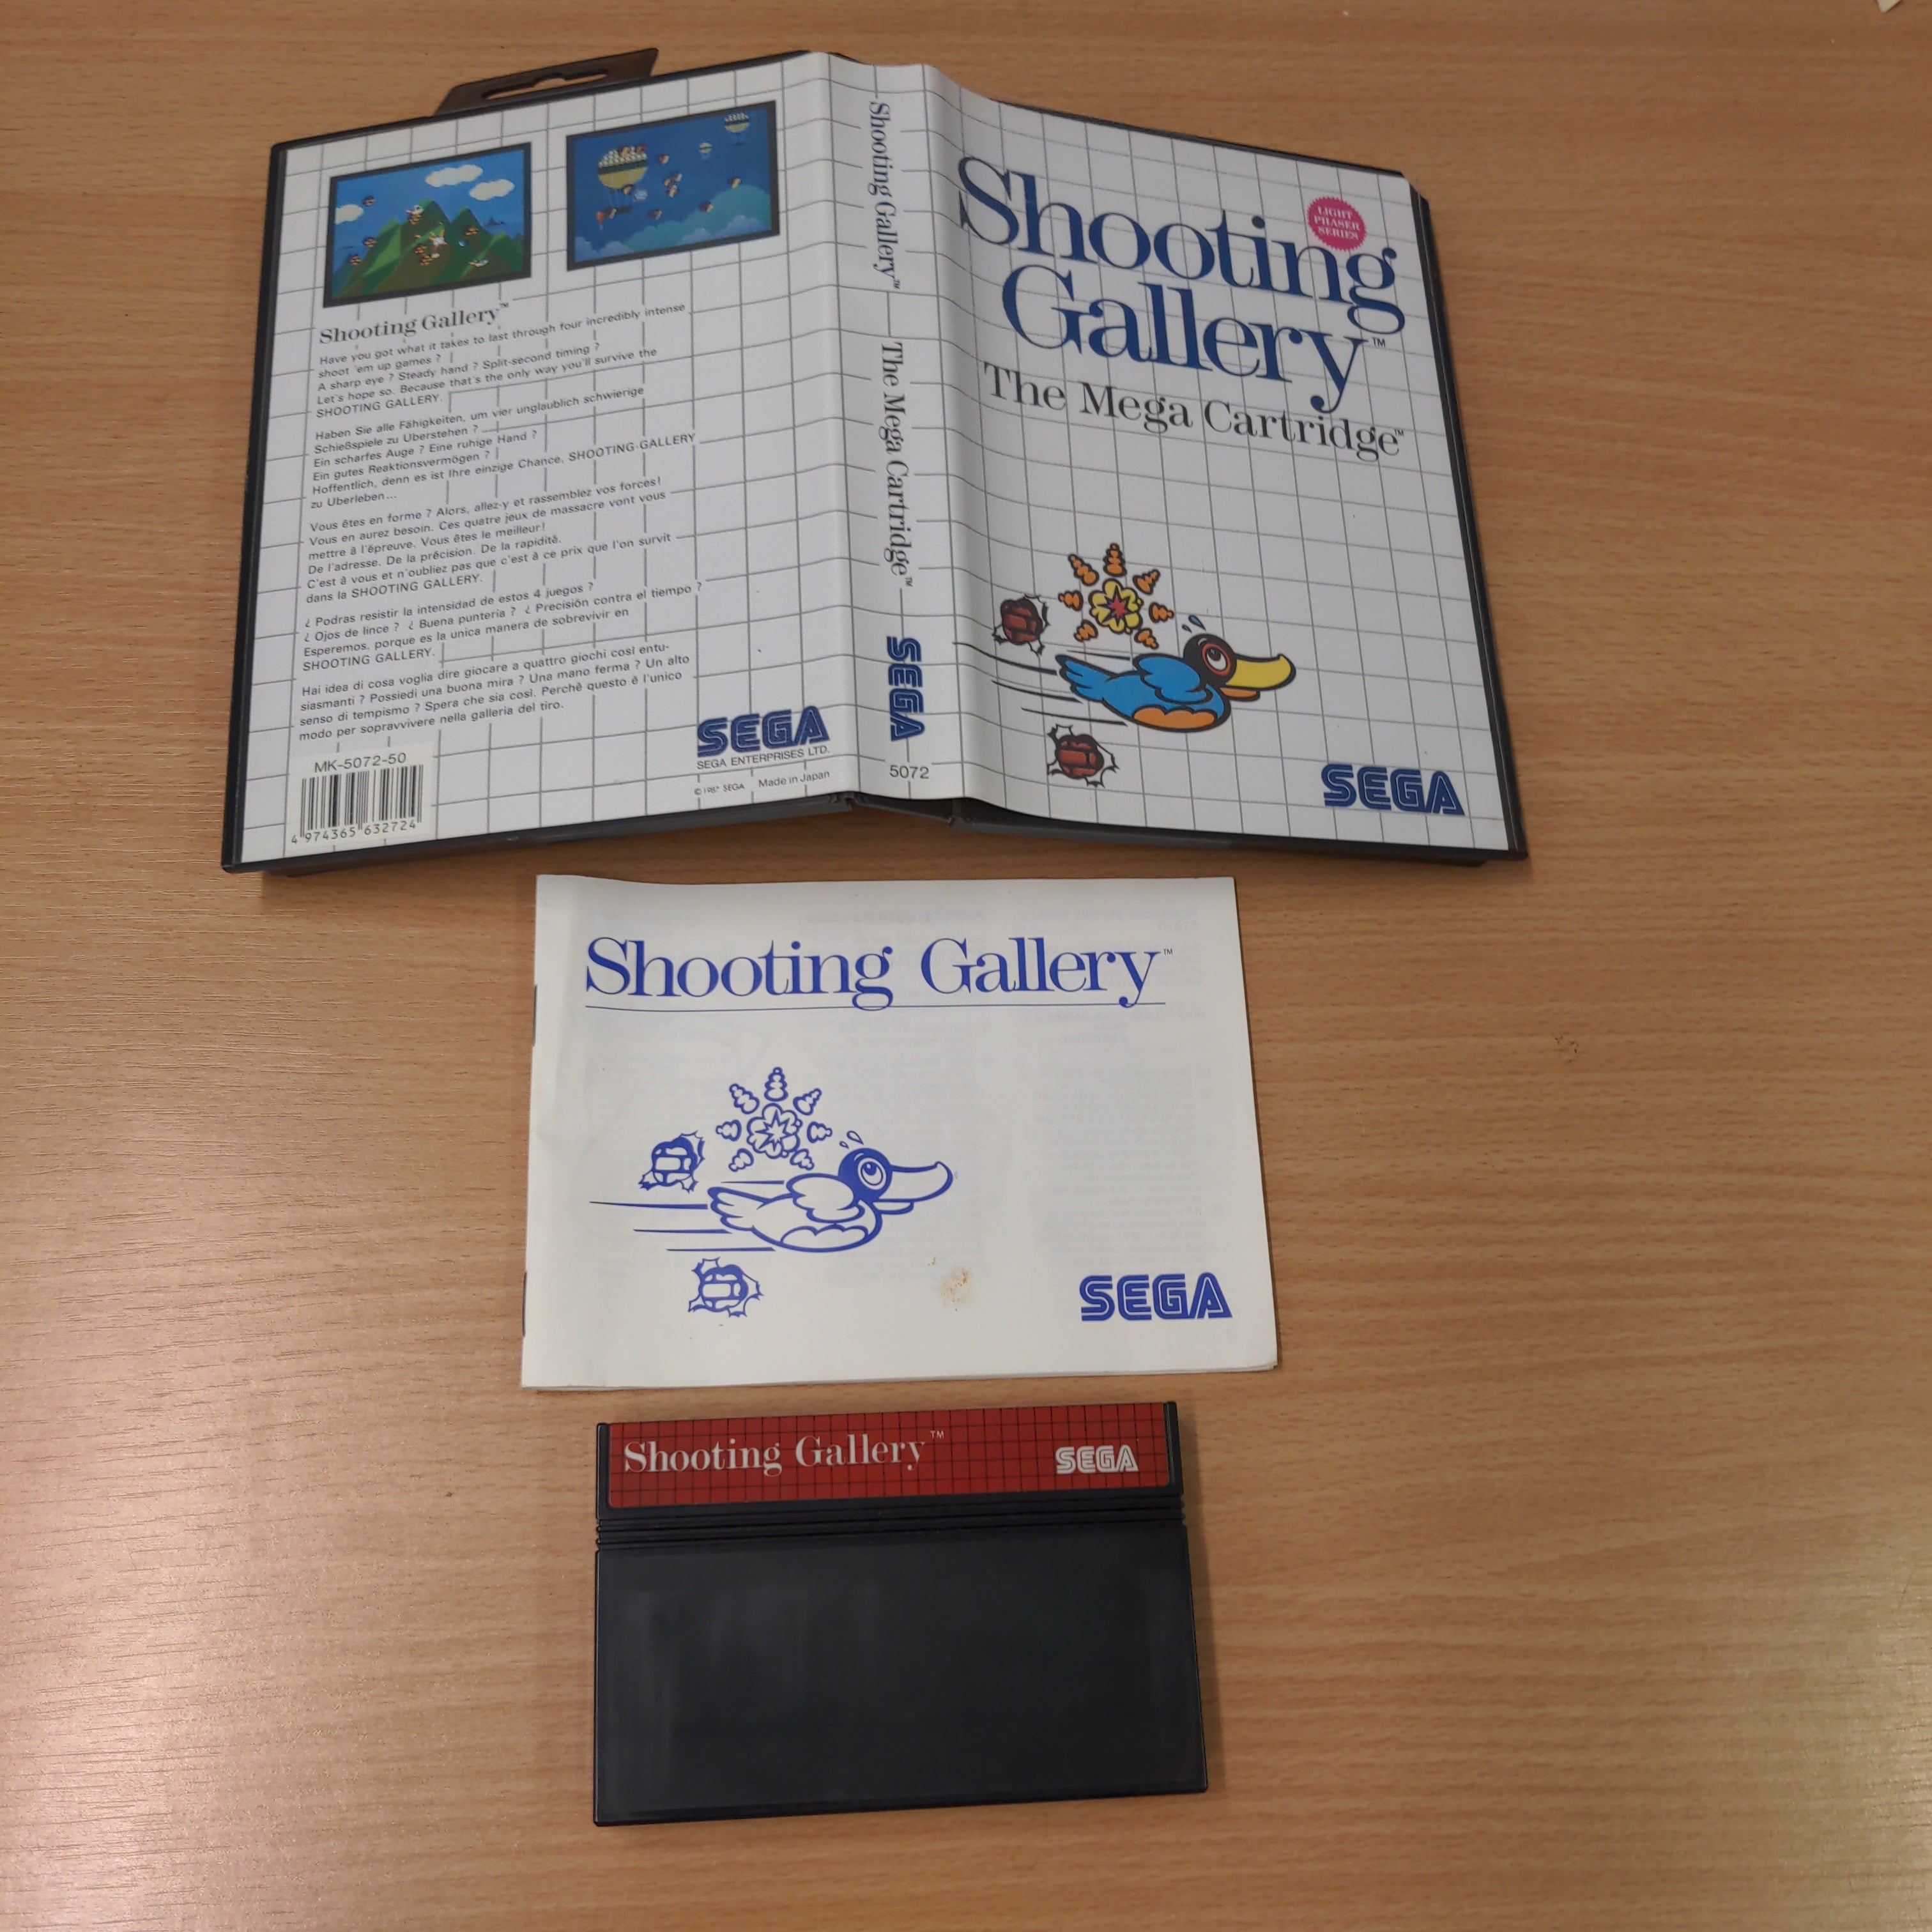 Shooting Gallery™
Have you got what it takes to last through four incredibly intense
shoot 'em up games ?
A sharp eye ? Steady hand ? Split-second timing ?
Let's hope so. Because that's the only way you'll survive the
SHOOTING GALLERY.
Haben Sie alle Fähigkeiten, um vier unglaublich schwierige
Schießspiele zu Uberstehen ?
Ein scharfes Auge ? Eine ruhige Hand ?
Ein gutes Reaktionsvermögen ?
Hoffentlich, denn es ist Ihre einzige Chance, SHOOTING GALLERY
zu Uberleben...
Vous êtes en forme ? Alors, allez-y et rassemblez vos forces!
Vous en aurez besoin. Ces quatre jeux de massacre vont vous
mettre à l'épreuve. Vous êtes le meilleur!
De l'adresse. De la précision. De la rapidité.
C'est à vous et n'oubliez pas que c'est à ce prix que l'on survit
dans la SHOOTING GALLERY.
¿ Podras resistir la intensidad de estos 4 juegos ?
¿ Ojos de lince ? ¿ Buena punteria ? ¿ Precisión contra el tiempo ?
Esperemos, porque es la unica manera de sobrevivir en
SHOOTING GALLERY.
Hai idea di cosa voglia dire giocare a quattro giochi così entu-
siasmanti ? Possiedi una buona mira ? Una mano ferma ? Un alto
senso di tempismo ? Spera che sia così. Perchè questo è l'unico
modo per sopravvivere nella galleria del tiro.
MK-5072-50
4 974365 632724
SEGA
SEGA ENTERPRISES LTD.
©1987 SEGA Made in Japan
Shooting Gallery™ The Mega Cartridge™ SEGA
5072
LIGHT
PHASER
SERIES
Shooting
Gallery™
The Mega Cartridge™
SEGA
Shooting Gallery™
SEGA
Shooting Gallery™ SEGA